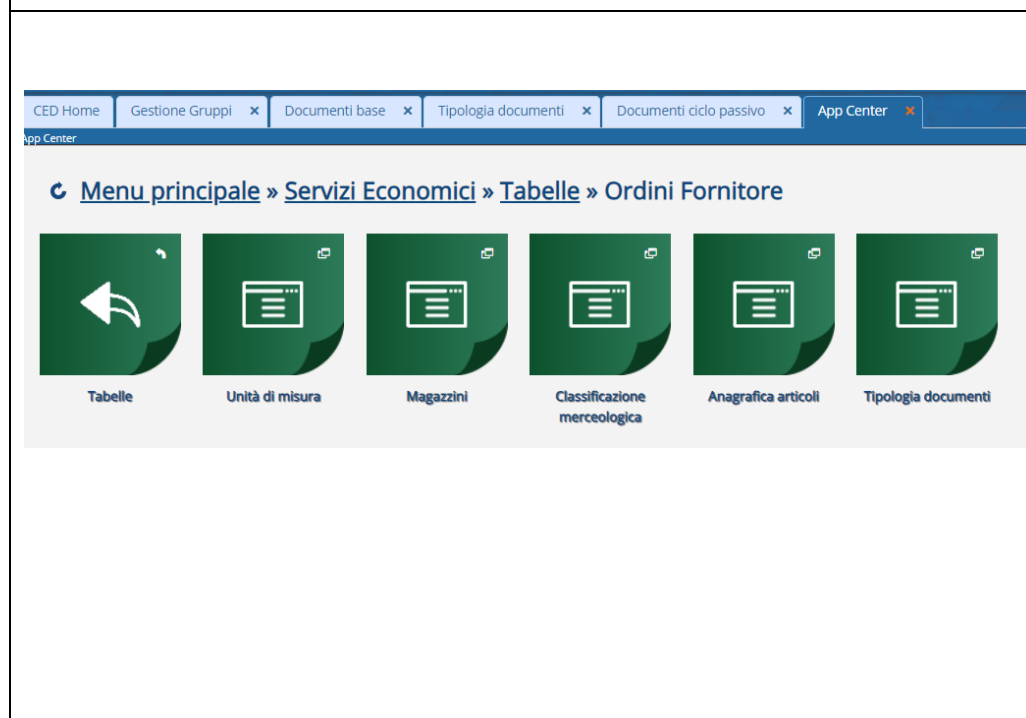 CED Home Gestione Gruppi × Documenti base × Tipologia documenti × Documenti ciclo passivo × App Center ×
App Center
Menu principale » Servizi Economici » Tabelle » Ordini Fornitore
Tabelle Unità di misura Magazzini Classificazione merceologica Anagrafica articoli Tipologia documenti